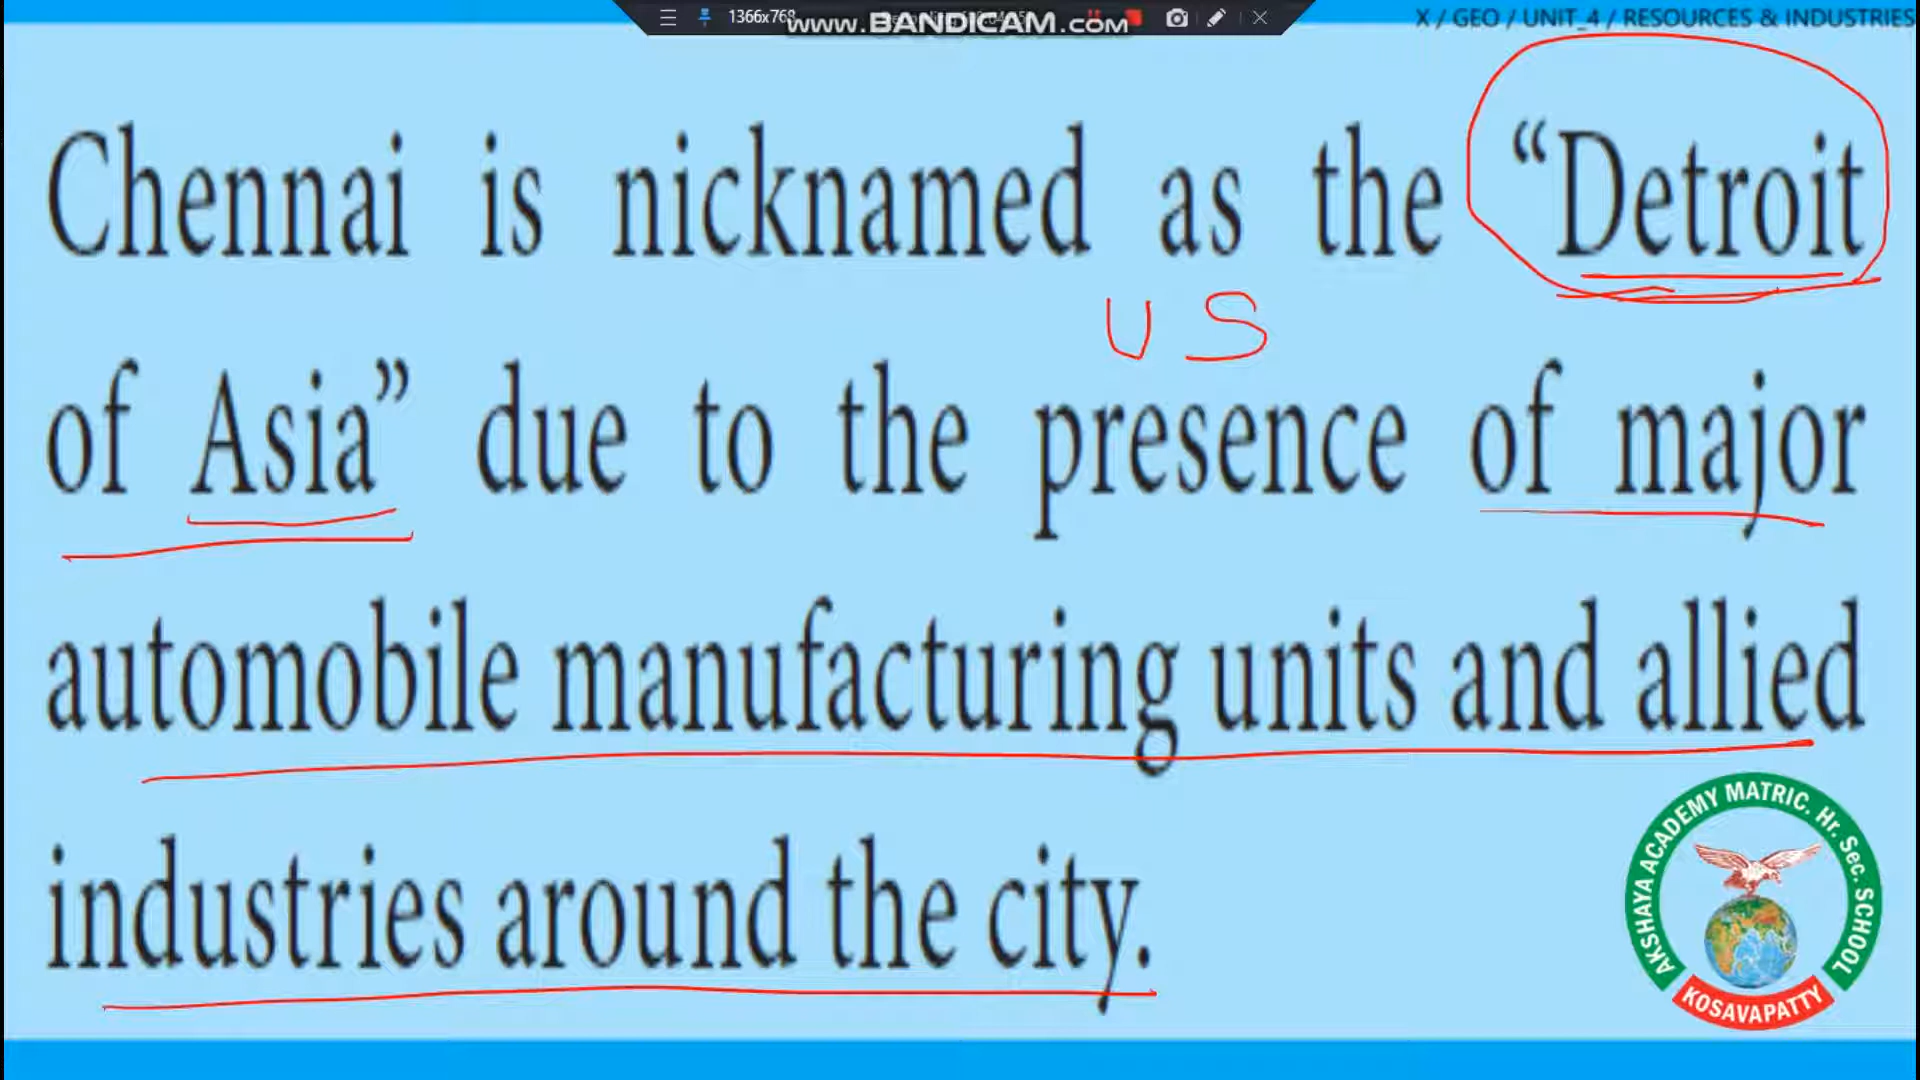 1366x768
WWW.BANDICAM.COM
X / GEO / UNIT_4 / RESOURCES & INDUSTRIES
Chennai is nicknamed as the “Detroit
US
of Asia” due to the presence of major
automobile manufacturing units and allied
industries around the city.
AKSHAYA ACADEMY MATRIC. Hr. Sec. SCHOOL
KOSAVAPATTY